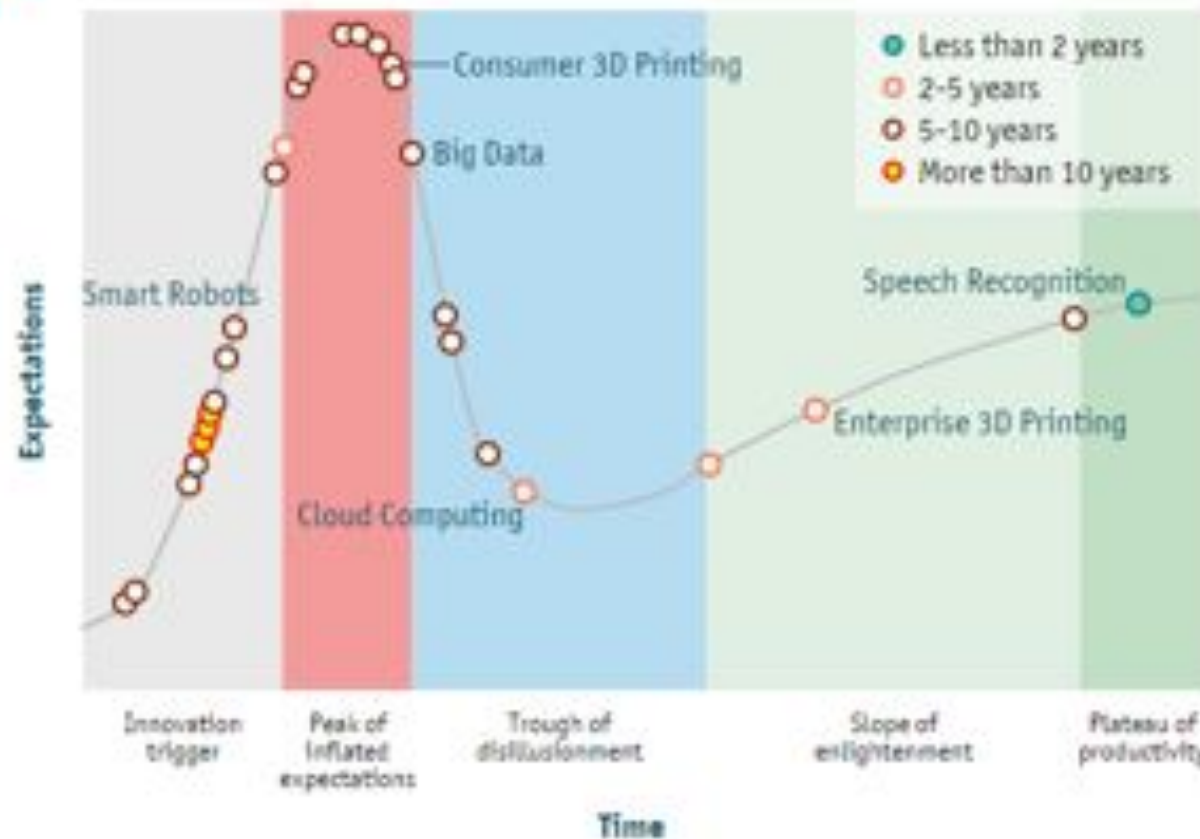 Less than 2 years
2-5 years
5-10 years
More than 10 years
Consumer 3D Printing
Big Data
Smart Robots
Speech Recognition
Enterprise 3D Printing
Cloud Computing
Expectations
Innovation
trigger
Peak of
inflated
expectations
Trough of
disillusionment
Slope of
enlightenment
Plateau of
productivity
Time